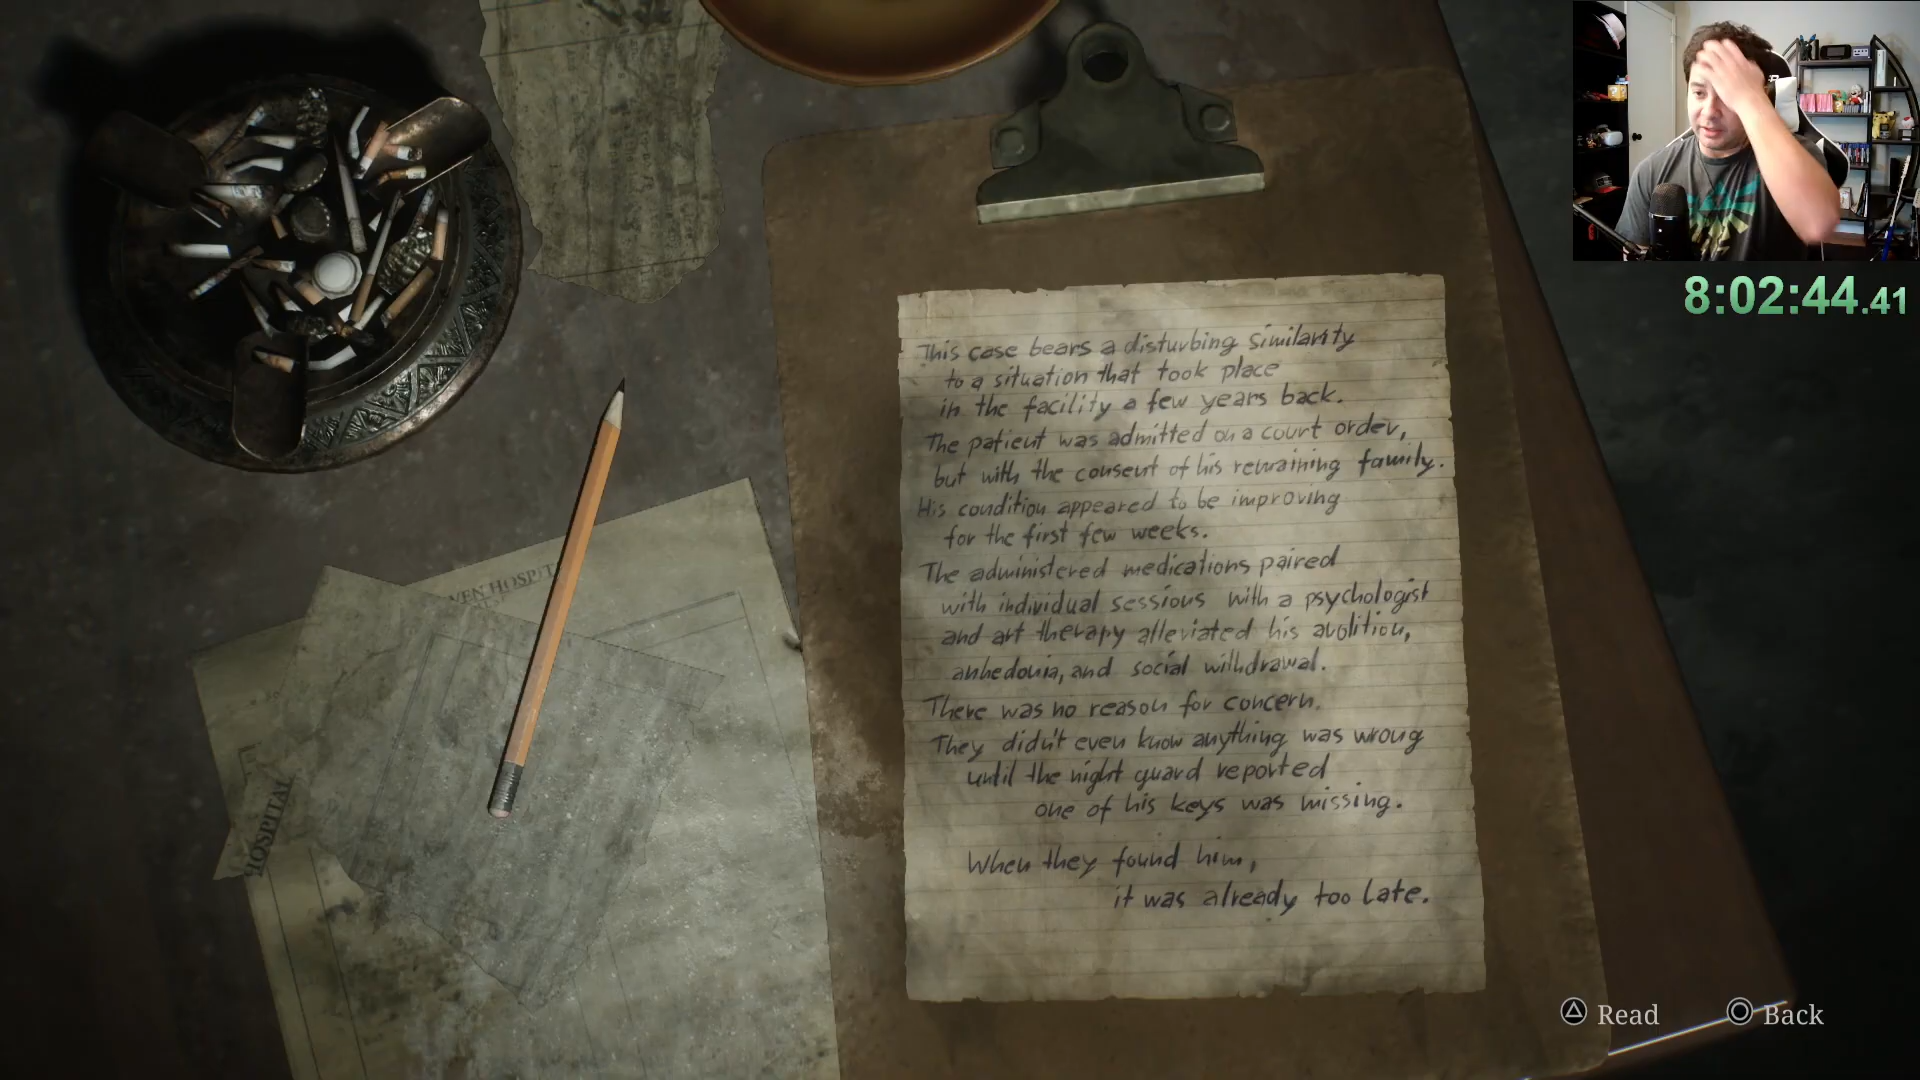 8:02:44.41
This case bears a disturbing similarity
to a situation that took place
in the facility a few years back.
The patient was admitted on a court order,
but with the consent of his remaining family.
His condition appeared to be improving
for the first few weeks.
The administered medications paired
with individual sessions with a psychologist
and art therapy alleviated his avolition,
anhedonia, and social withdrawal.
There was no reason for concern.
They didn't even know anything was wrong
until the night guard reported
one of his keys was missing.
When they found him,
it was already too late.
VEN HOSPIT
HOSPITAL
Read
Back